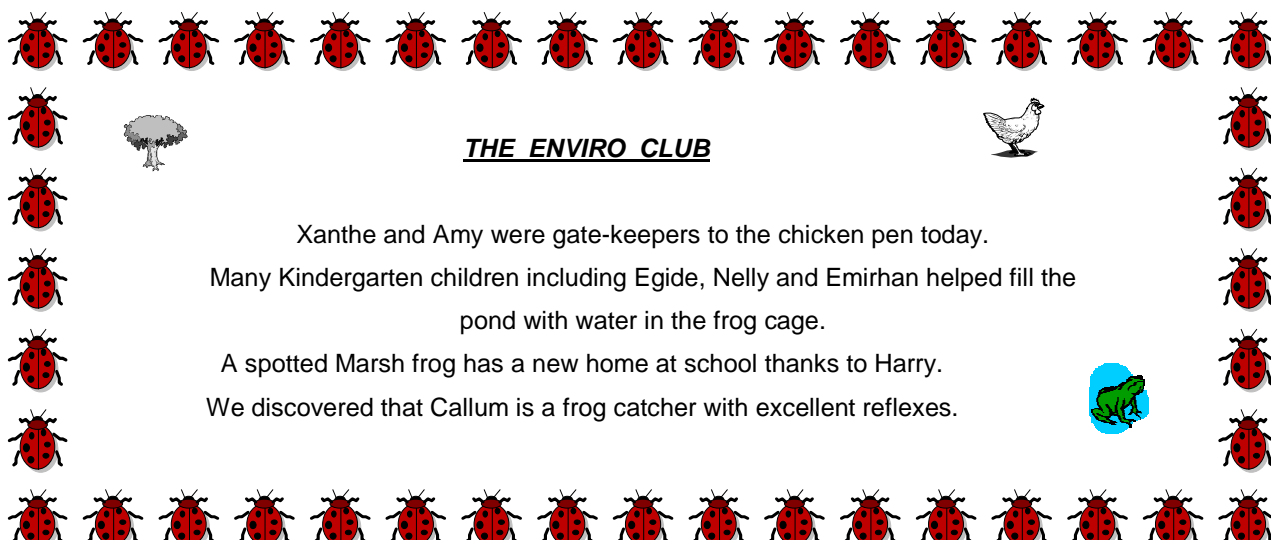 THE ENVIRO CLUB
Xanthe and Amy were gate-keepers to the chicken pen today.
Many Kindergarten children including Egide, Nelly and Emirhan helped fill the
pond with water in the frog cage.
A spotted Marsh frog has a new home at school thanks to Harry.
We discovered that Callum is a frog catcher with excellent reflexes.